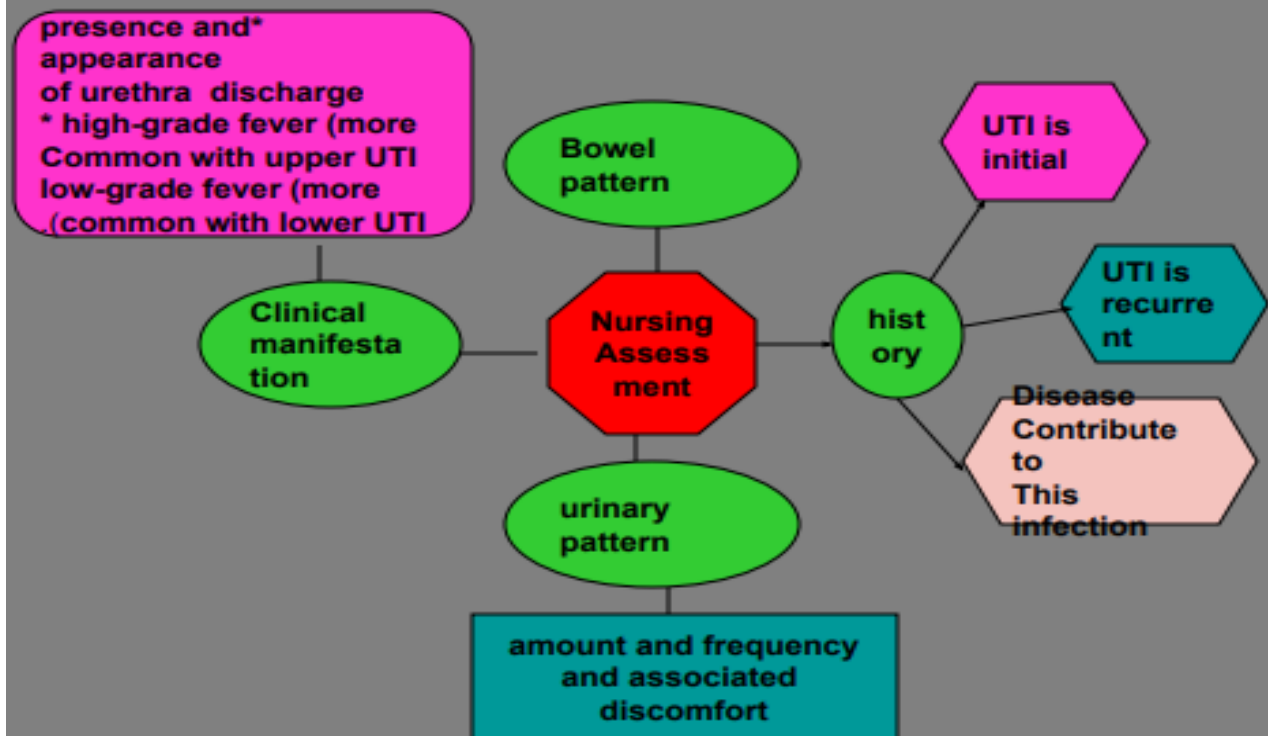 presence and*
appearance
of urethra discharge
* high-grade fever (more
Common with upper UTI
low-grade fever (more
.(common with lower UTI
Bowel
pattern
UTI is
initial
Clinical
manifesta
tion
Nursing
Assess
ment
hist
ory
UTI is
recurre
nt
Disease
Contribute
to
This
infection
urinary
pattern
amount and frequency
and associated
discomfort